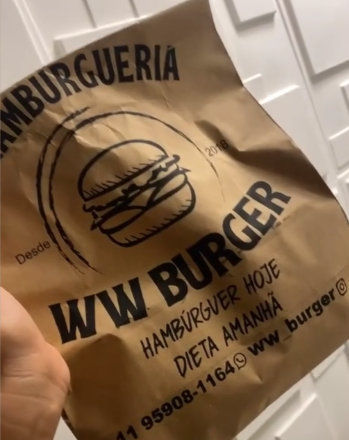 HAMBURGUERIA
Desde 2018
WW BURGER
HAMBÚRGUER HOJE
DIETA AMANHÃ
11 95908-1164 ww_burger